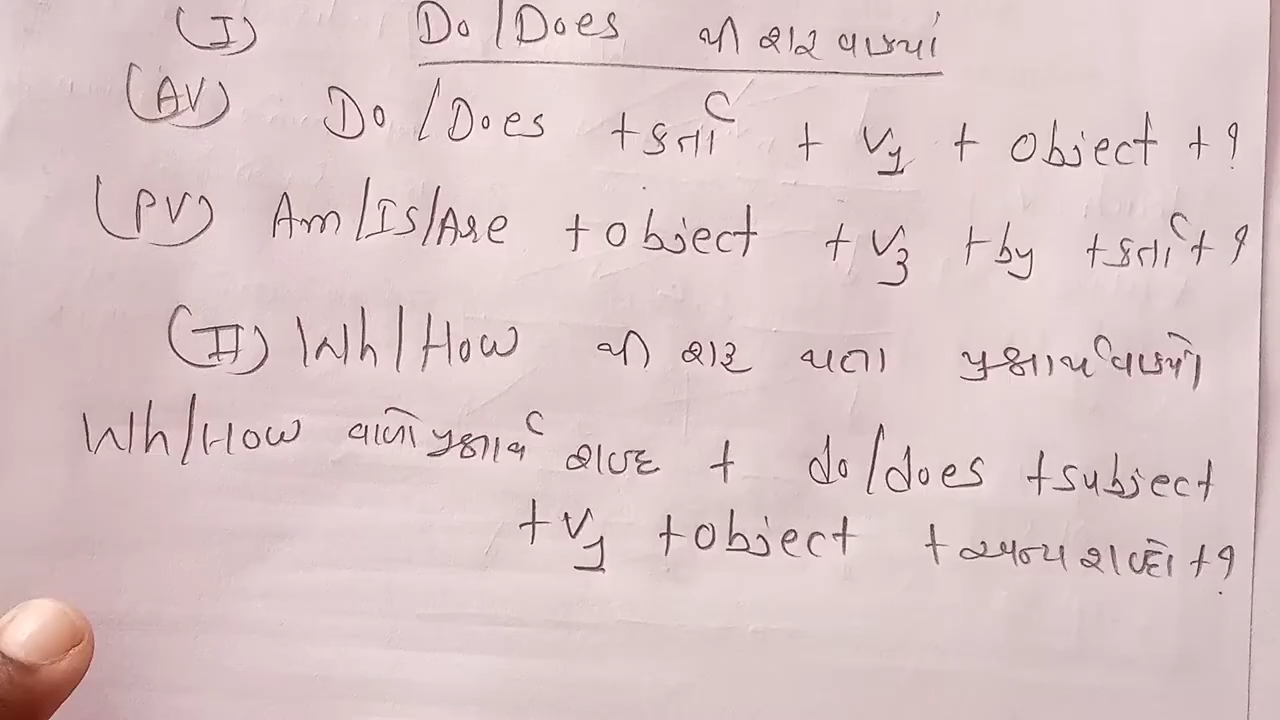 (I) Do/Does થી શરૂ વાક્યો
(AV) Do/Does + કર્તા + V1 + object + ?
(PV) Am/Is/Are + object + V3 + by + કર્તા + ?
(II) Wh/How થી શરૂ થતા પ્રશ્નાર્થ વાક્યો
Wh/How વાળો પ્રશ્નાર્થ શબ્દ + do/does + subject
+ V1 + object + અન્ય શબ્દો + ?